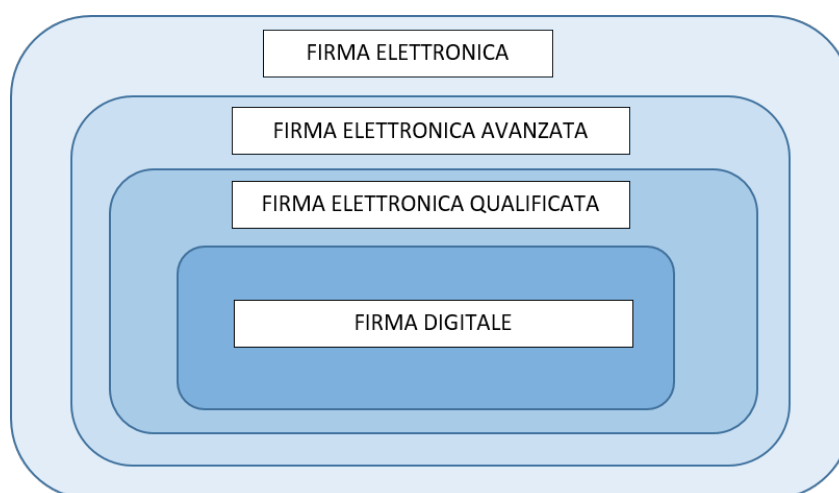 FIRMA ELETTRONICA
FIRMA ELETTRONICA AVANZATA
FIRMA ELETTRONICA QUALIFICATA
FIRMA DIGITALE